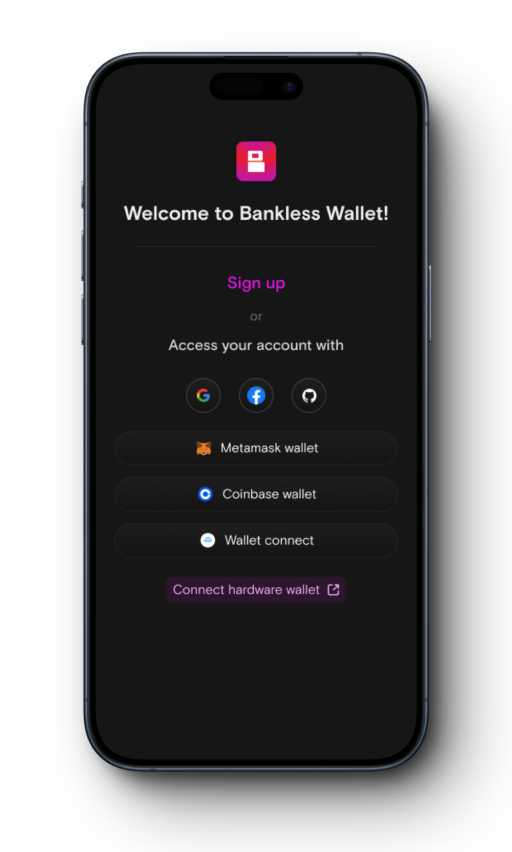 Welcome to Bankless Wallet!
Sign up
or
Access your account with
Metamask wallet
Coinbase wallet
Wallet connect
Connect hardware wallet